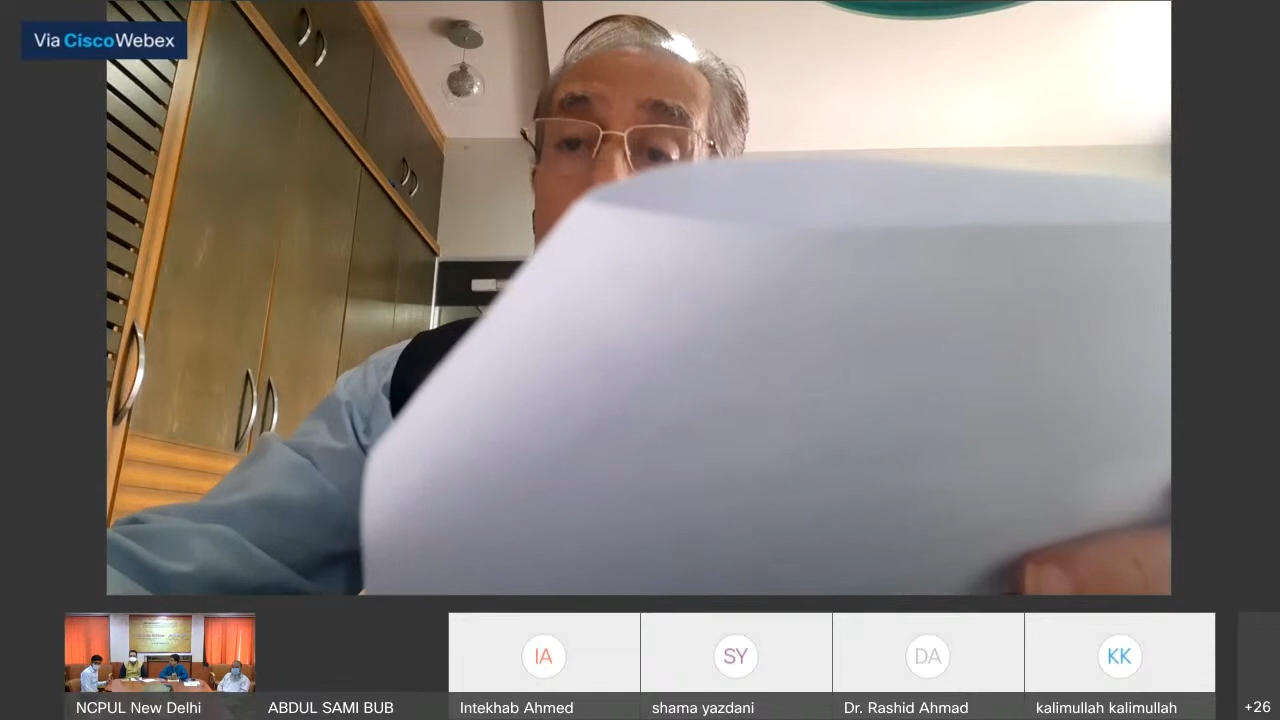 Via CiscoWebex
IA
SY
DA
KK
NCPUL New Delhi
ABDUL SAMI BUB
Intekhab Ahmed
shama yazdani
Dr. Rashid Ahmad
kalimullah kalimullah
+26